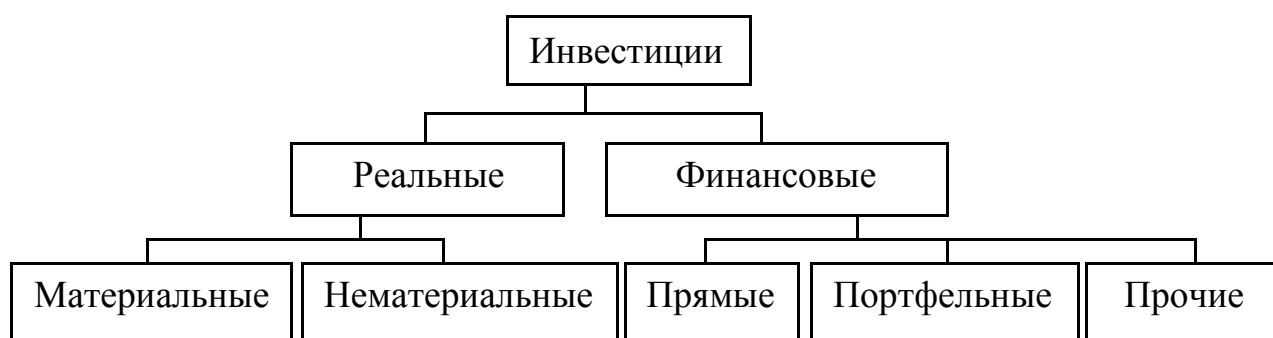 Инвестиции
Реальные Финансовые
Материальные Нематериальные Прямые Портфельные Прочие